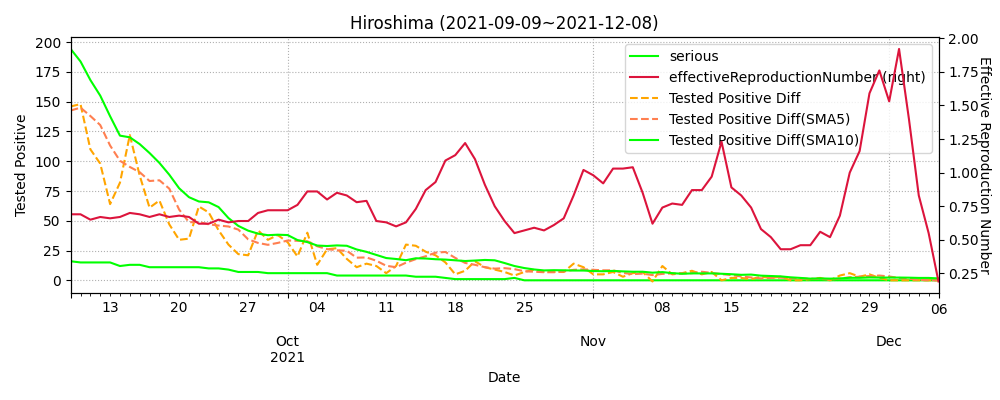 Hiroshima (2021-09-09~2021-12-08)
200
175
150
125
100
75
50
25
0
Tested Positive
2.00
1.75
1.50
1.25
1.00
0.75
0.50
0.25
Effective Reproduction Number
serious
effectiveReproductionNumber (right)
Tested Positive Diff
Tested Positive Diff(SMA5)
Tested Positive Diff(SMA10)
13 20 27 04 11 18 25 08 15 22 29 06
Oct Nov Dec
2021
Date